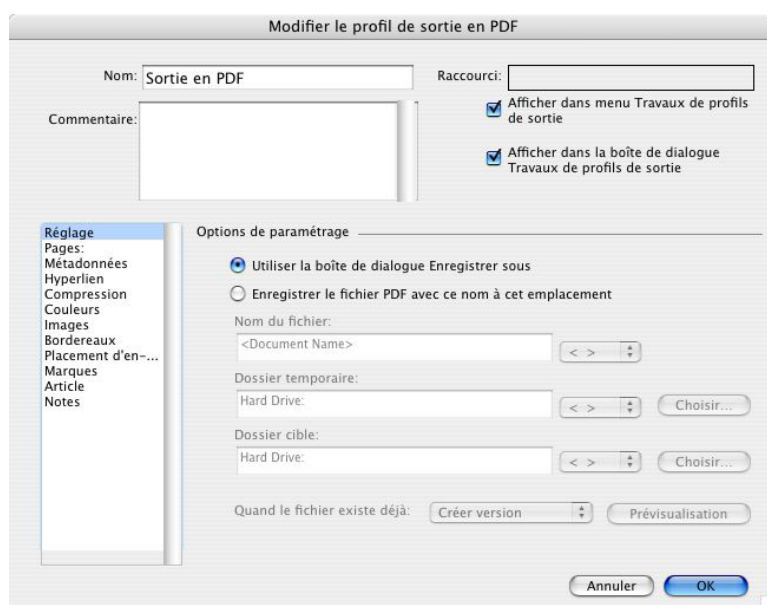 Modifier le profil de sortie en PDF
Nom: Sortie en PDF
Raccourci:
Commentaire:
Afficher dans menu Travaux de profils
de sortie
Afficher dans la boîte de dialogue
Travaux de profils de sortie
Réglage
Pages:
Métadonnées
Hyperlien
Compression
Couleurs
Images
Bordereaux
Placement d'en-...
Marques
Article
Notes
Options de paramétrage
Utiliser la boîte de dialogue Enregistrer sous
Enregistrer le fichier PDF avec ce nom à cet emplacement
Nom du fichier:
<Document Name>
< >
Dossier temporaire:
Hard Drive:
< >
Choisir...
Dossier cible:
Hard Drive:
< >
Choisir...
Quand le fichier existe déjà: Créer version
Prévisualisation
Annuler
OK